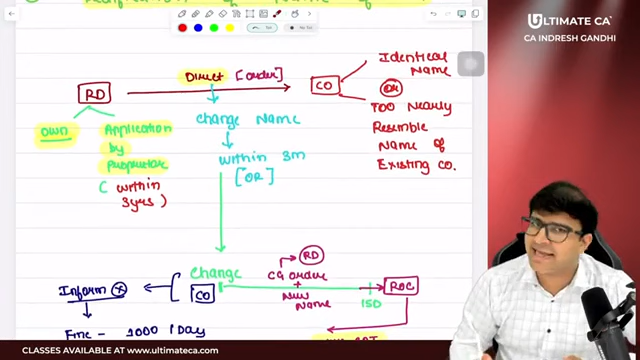 ULTIMATE CA
CA INDRESH GANDHI
Direct [order]
RD
CO
Identical
Name
OR
TOO Nearly
Resemble
Name of
Existing co.
own
Application
by
Proprietor
( within
3yrs )
change Name
within 3m
[OR]
Change
CO
RD
CG order
+
New
Name
15D
ROC
Inform
Fine - 1000 / Day
CLASSES AVAILABLE AT www.ultimateca.com